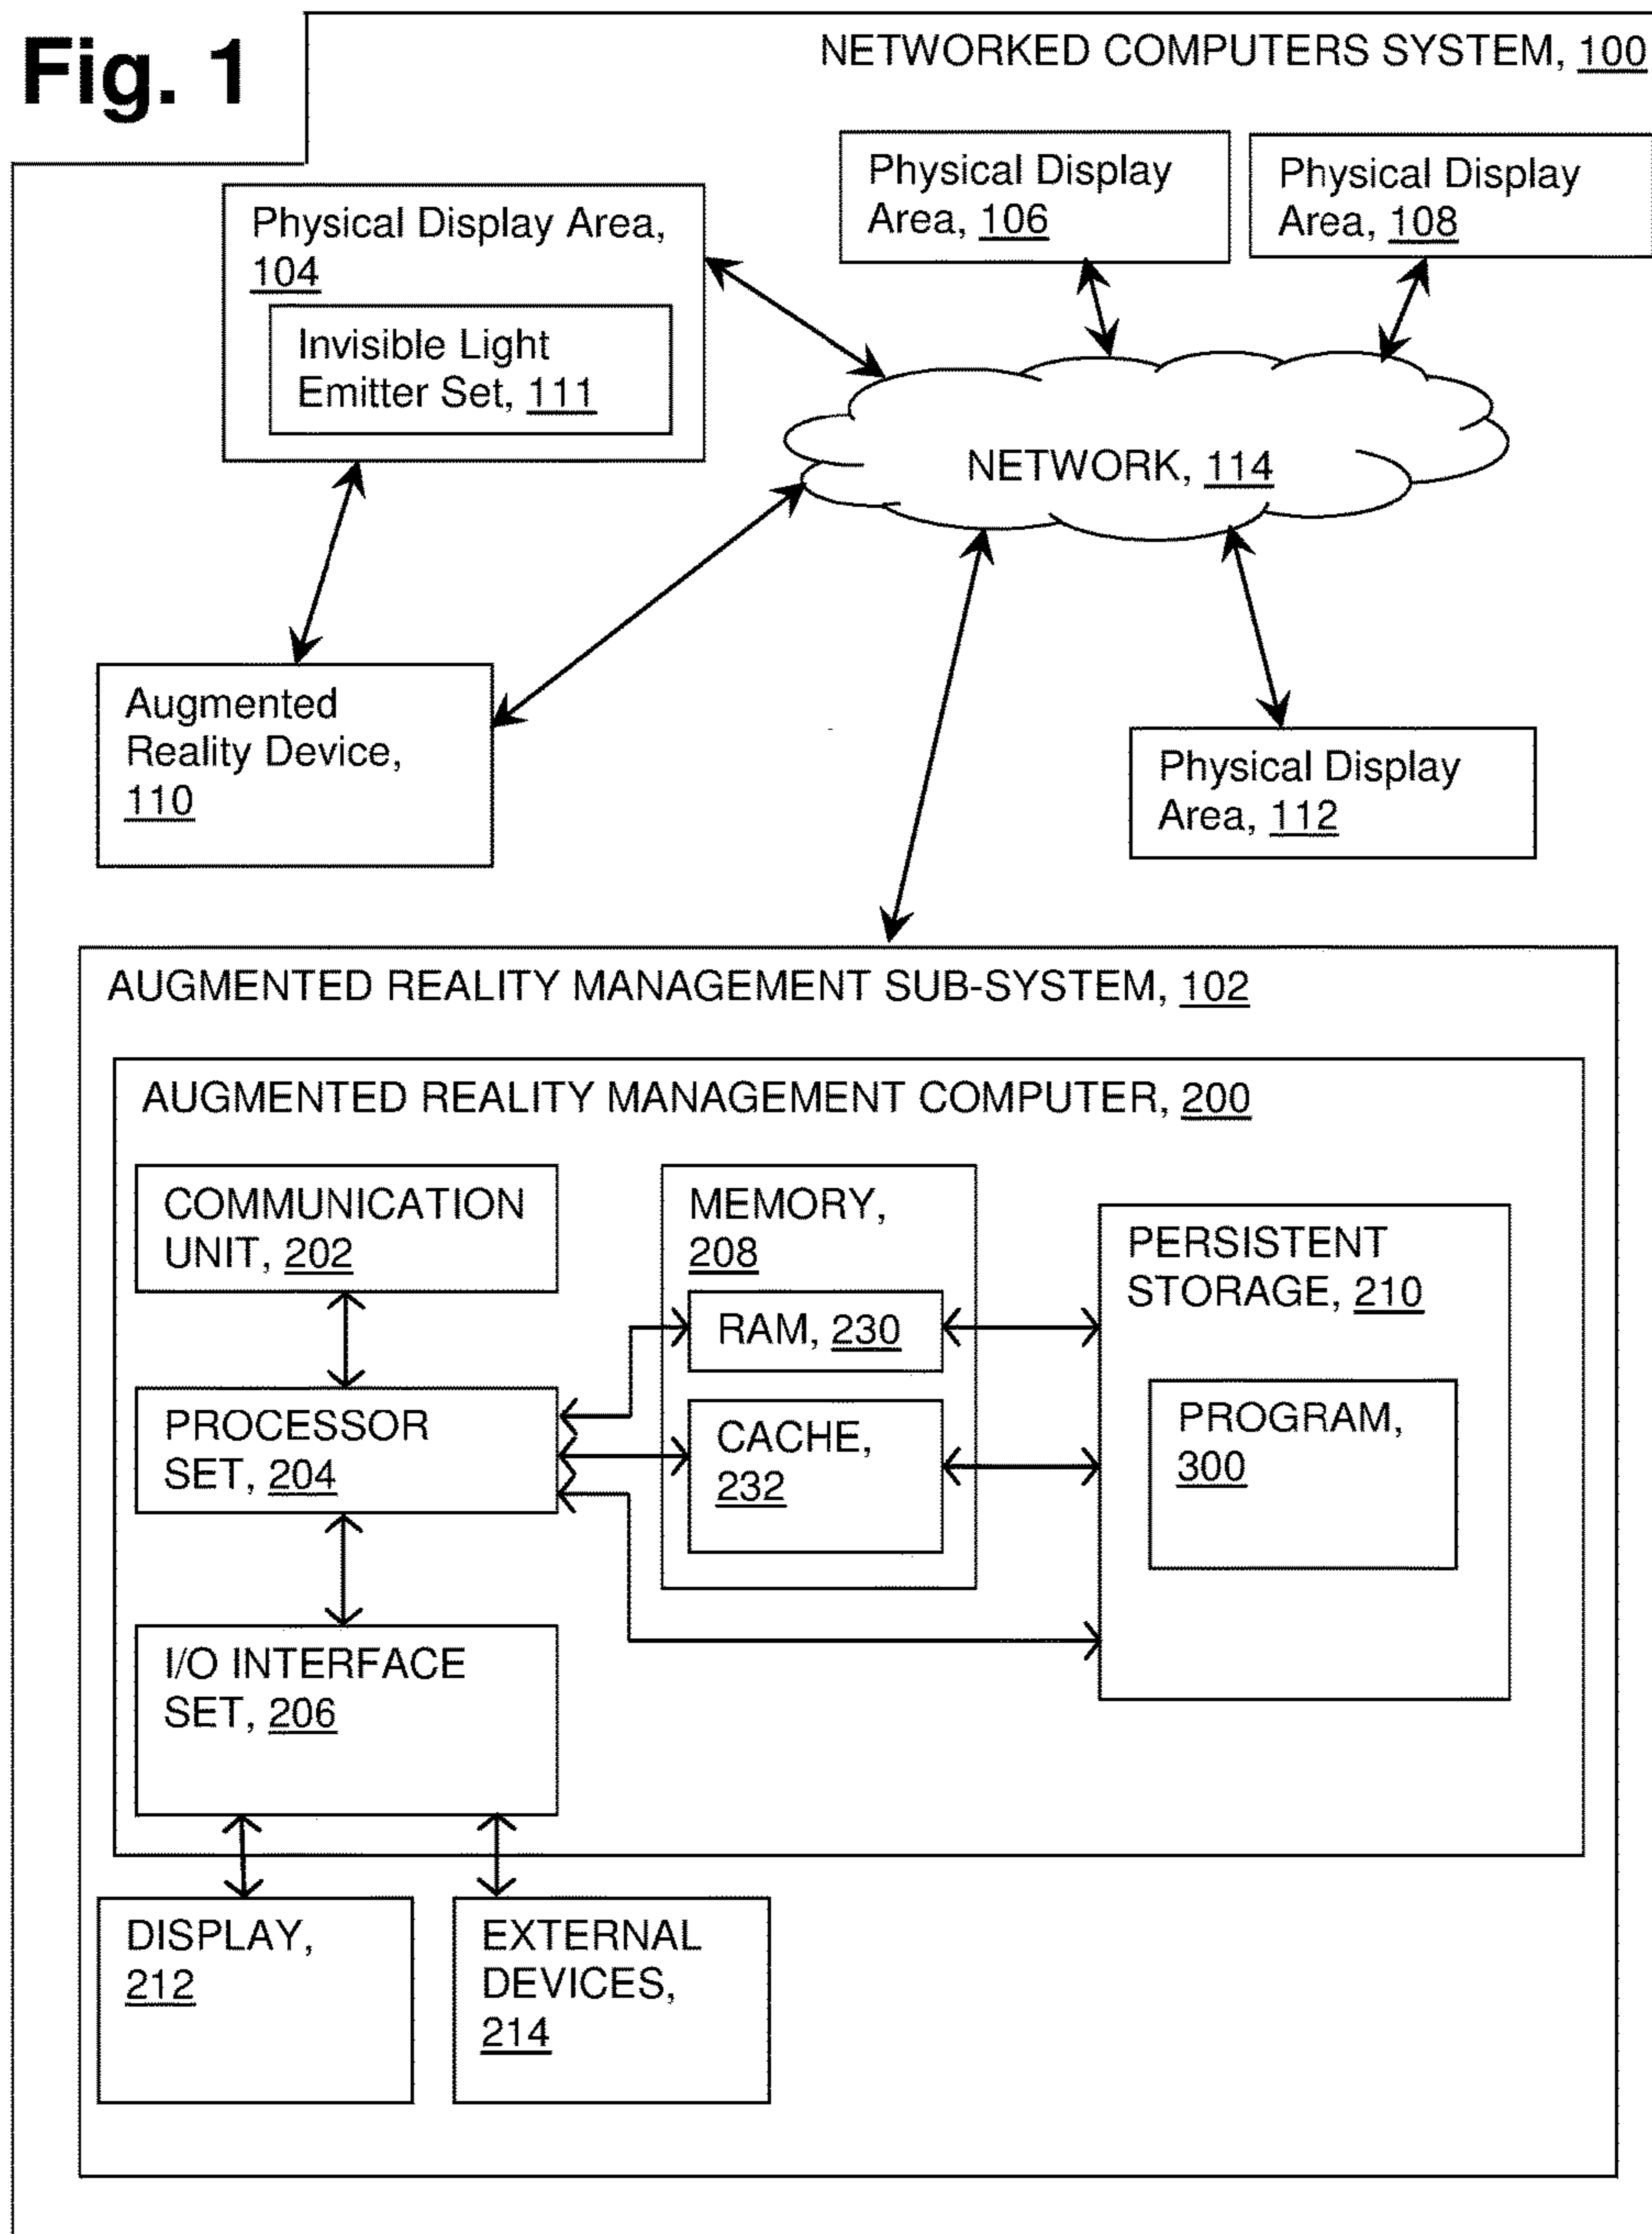 Fig. 1
NETWORKED COMPUTERS SYSTEM, 100
Physical Display
Area, 106
Physical Display
Area, 108
Physical Display Area,
104
Invisible Light
Emitter Set, 111
NETWORK, 114
Augmented
Reality Device,
110
Physical Display
Area, 112
AUGMENTED REALITY MANAGEMENT SUB-SYSTEM, 102
AUGMENTED REALITY MANAGEMENT COMPUTER, 200
COMMUNICATION
UNIT, 202
MEMORY,
208
PERSISTENT
STORAGE, 210
RAM, 230
PROCESSOR
SET, 204
CACHE,
232
PROGRAM,
300
I/O INTERFACE
SET, 206
DISPLAY,
212
EXTERNAL
DEVICES,
214